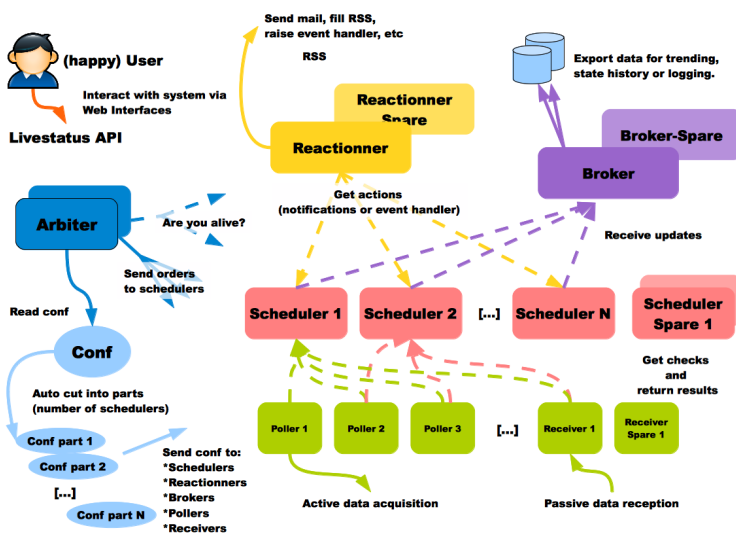 Send mail, fill RSS,
raise event handler, etc
RSS
(happy) User
Interact with system via
Web Interfaces
Livestatus API
Export data for trending,
state history or logging.
Reactionner
Spare
Reactionner
Broker-Spare
Broker
Arbiter
Are you alive?
Get actions
(notifications or event handler)
Receive updates
Send orders
to schedulers
Read conf
Scheduler 1
Scheduler 2
[...]
Scheduler N
Scheduler
Spare 1
Conf
Get checks
and
return results
Auto cut into parts
(number of schedulers)
Poller 1
Poller 2
Poller 3
[...]
Receiver 1
Receiver
Spare 1
Conf part 1
Conf part 2
[...]
Conf part N
Send conf to:
*Schedulers
*Reactionners
*Brokers
*Pollers
*Receivers
Active data acquisition
Passive data reception